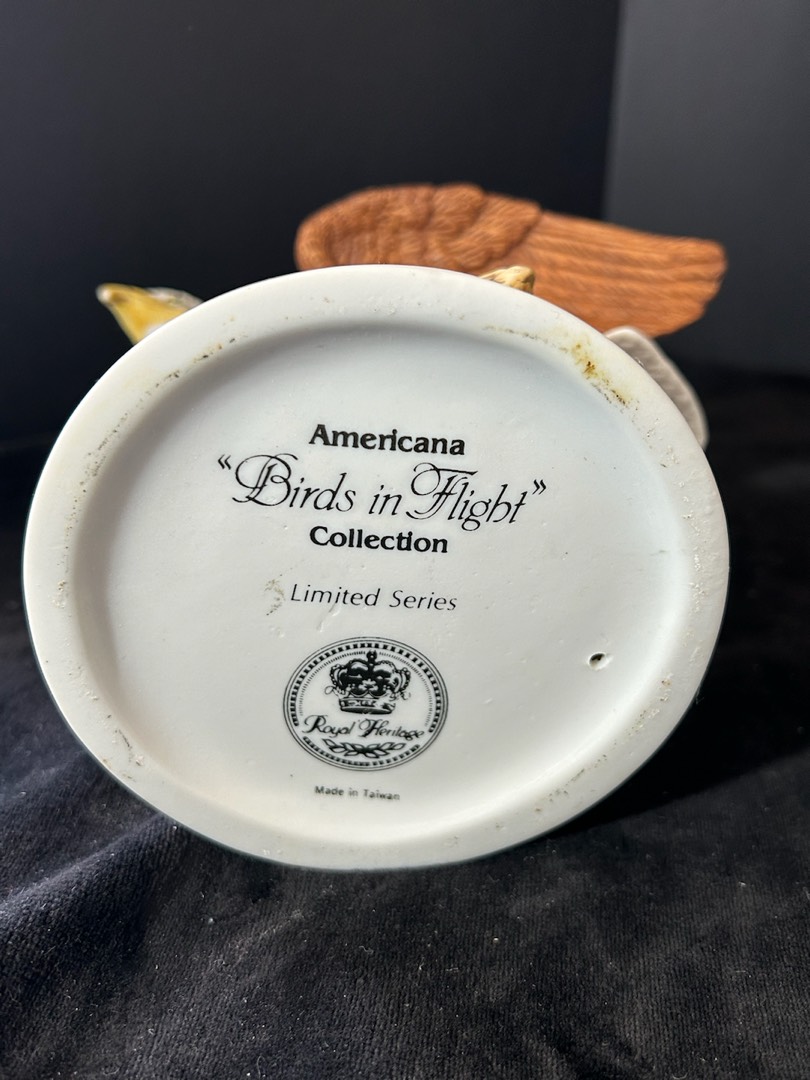 Americana
“Birds in Flight”
Collection
Limited Series
Royal Heritage
Made in Taiwan